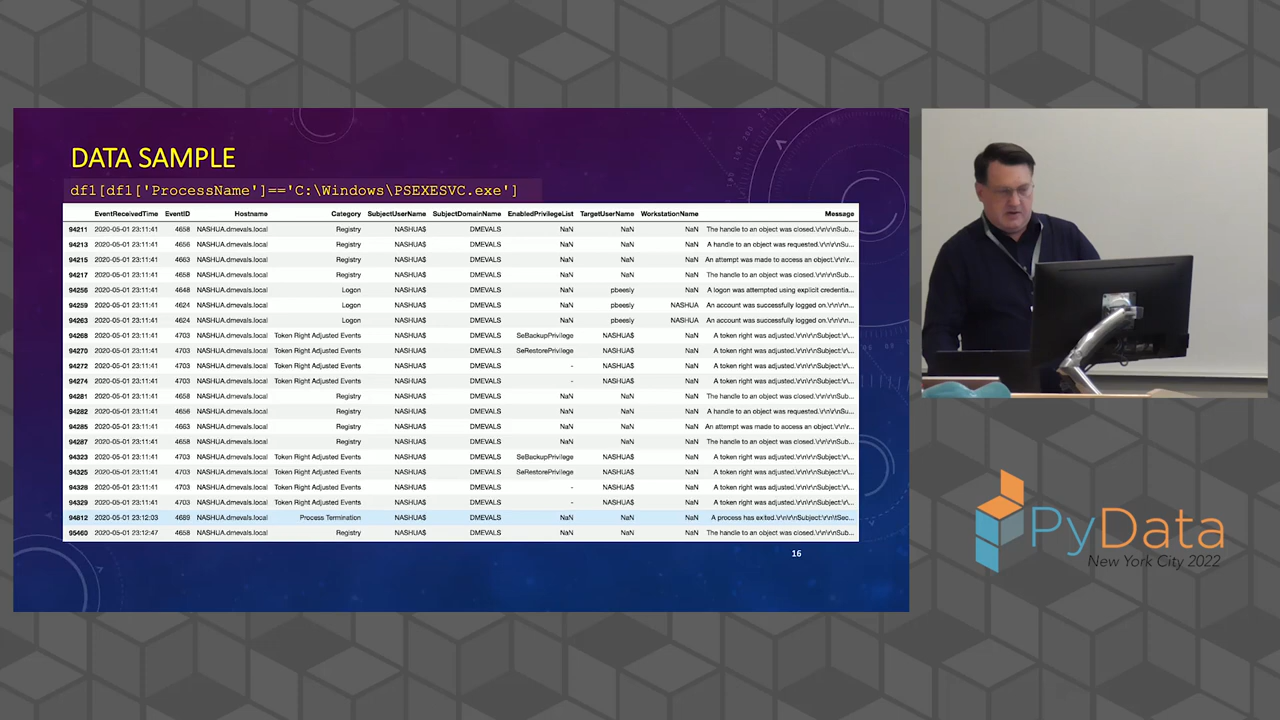 DATA SAMPLE
df1[df1['ProcessName']=='C:\Windows\PSEXESVC.exe']
EventReceivedTime EventID Hostname Category SubjectUserName SubjectDomainName EnabledPrivilegeList TargetUserName WorkstationName Message
94211 2020-05-01 23:11:41 4658 NASHUA.dmevals.local Registry NASHUA$ DMEVALS NaN NaN NaN The handle to an object was closed.\r\n\r\nSub...
94213 2020-05-01 23:11:41 4656 NASHUA.dmevals.local Registry NASHUA$ DMEVALS NaN NaN NaN A handle to an object was requested.\r\n\r\nSu...
94215 2020-05-01 23:11:41 4663 NASHUA.dmevals.local Registry NASHUA$ DMEVALS NaN NaN NaN An attempt was made to access an object.\r\n\r...
94217 2020-05-01 23:11:41 4658 NASHUA.dmevals.local Registry NASHUA$ DMEVALS NaN NaN NaN The handle to an object was closed.\r\n\r\nSub...
94256 2020-05-01 23:11:41 4648 NASHUA.dmevals.local Logon NASHUA$ DMEVALS NaN pbeesly NaN A logon was attempted using explicit credentia...
94259 2020-05-01 23:11:41 4624 NASHUA.dmevals.local Logon NASHUA$ DMEVALS NaN pbeesly NASHUA An account was successfully logged on.\r\n\r\n...
94263 2020-05-01 23:11:41 4624 NASHUA.dmevals.local Logon NASHUA$ DMEVALS NaN pbeesly NASHUA An account was successfully logged on.\r\n\r\n...
94268 2020-05-01 23:11:41 4703 NASHUA.dmevals.local Token Right Adjusted Events NASHUA$ DMEVALS SeBackupPrivilege NASHUA$ NaN A token right was adjusted.\r\n\r\nSubject:\r\...
94270 2020-05-01 23:11:41 4703 NASHUA.dmevals.local Token Right Adjusted Events NASHUA$ DMEVALS SeRestorePrivilege NASHUA$ NaN A token right was adjusted.\r\n\r\nSubject:\r\...
94272 2020-05-01 23:11:41 4703 NASHUA.dmevals.local Token Right Adjusted Events NASHUA$ DMEVALS - NASHUA$ NaN A token right was adjusted.\r\n\r\nSubject:\r\...
94274 2020-05-01 23:11:41 4703 NASHUA.dmevals.local Token Right Adjusted Events NASHUA$ DMEVALS - NASHUA$ NaN A token right was adjusted.\r\n\r\nSubject:\r\...
94281 2020-05-01 23:11:41 4658 NASHUA.dmevals.local Registry NASHUA$ DMEVALS NaN NaN NaN The handle to an object was closed.\r\n\r\nSub...
94282 2020-05-01 23:11:41 4656 NASHUA.dmevals.local Registry NASHUA$ DMEVALS NaN NaN NaN A handle to an object was requested.\r\n\r\nSu...
94285 2020-05-01 23:11:41 4663 NASHUA.dmevals.local Registry NASHUA$ DMEVALS NaN NaN NaN An attempt was made to access an object.\r\n\r...
94287 2020-05-01 23:11:41 4658 NASHUA.dmevals.local Registry NASHUA$ DMEVALS NaN NaN NaN The handle to an object was closed.\r\n\r\nSub...
94323 2020-05-01 23:11:41 4703 NASHUA.dmevals.local Token Right Adjusted Events NASHUA$ DMEVALS SeBackupPrivilege NASHUA$ NaN A token right was adjusted.\r\n\r\nSubject:\r\...
94325 2020-05-01 23:11:41 4703 NASHUA.dmevals.local Token Right Adjusted Events NASHUA$ DMEVALS SeRestorePrivilege NASHUA$ NaN A token right was adjusted.\r\n\r\nSubject:\r\...
94328 2020-05-01 23:11:41 4703 NASHUA.dmevals.local Token Right Adjusted Events NASHUA$ DMEVALS - NASHUA$ NaN A token right was adjusted.\r\n\r\nSubject:\r\...
94329 2020-05-01 23:11:41 4703 NASHUA.dmevals.local Token Right Adjusted Events NASHUA$ DMEVALS - NASHUA$ NaN A token right was adjusted.\r\n\r\nSubject:\r\...
94812 2020-05-01 23:12:03 4689 NASHUA.dmevals.local Process Termination NASHUA$ DMEVALS NaN NaN NaN A process has exited.\r\n\r\nSubject:\r\n\tSec...
95460 2020-05-01 23:12:47 4658 NASHUA.dmevals.local Registry NASHUA$ DMEVALS NaN NaN NaN The handle to an object was closed.\r\n\r\nSub...
16
PyData
New York City 2022